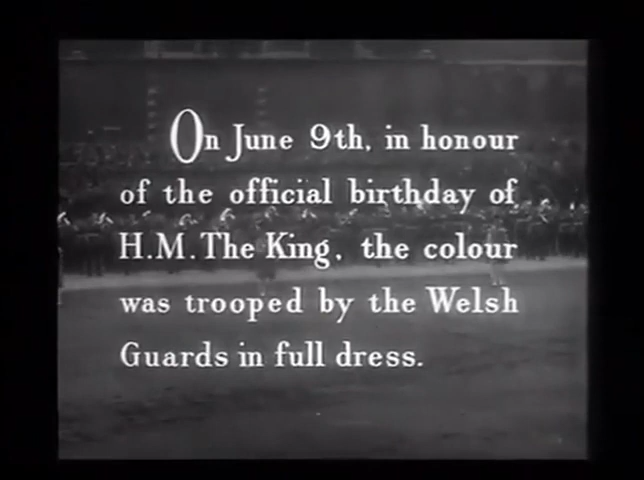 On June 9th, in honour
of the official birthday of
H.M. The King, the colour
was trooped by the Welsh
Guards in full dress.